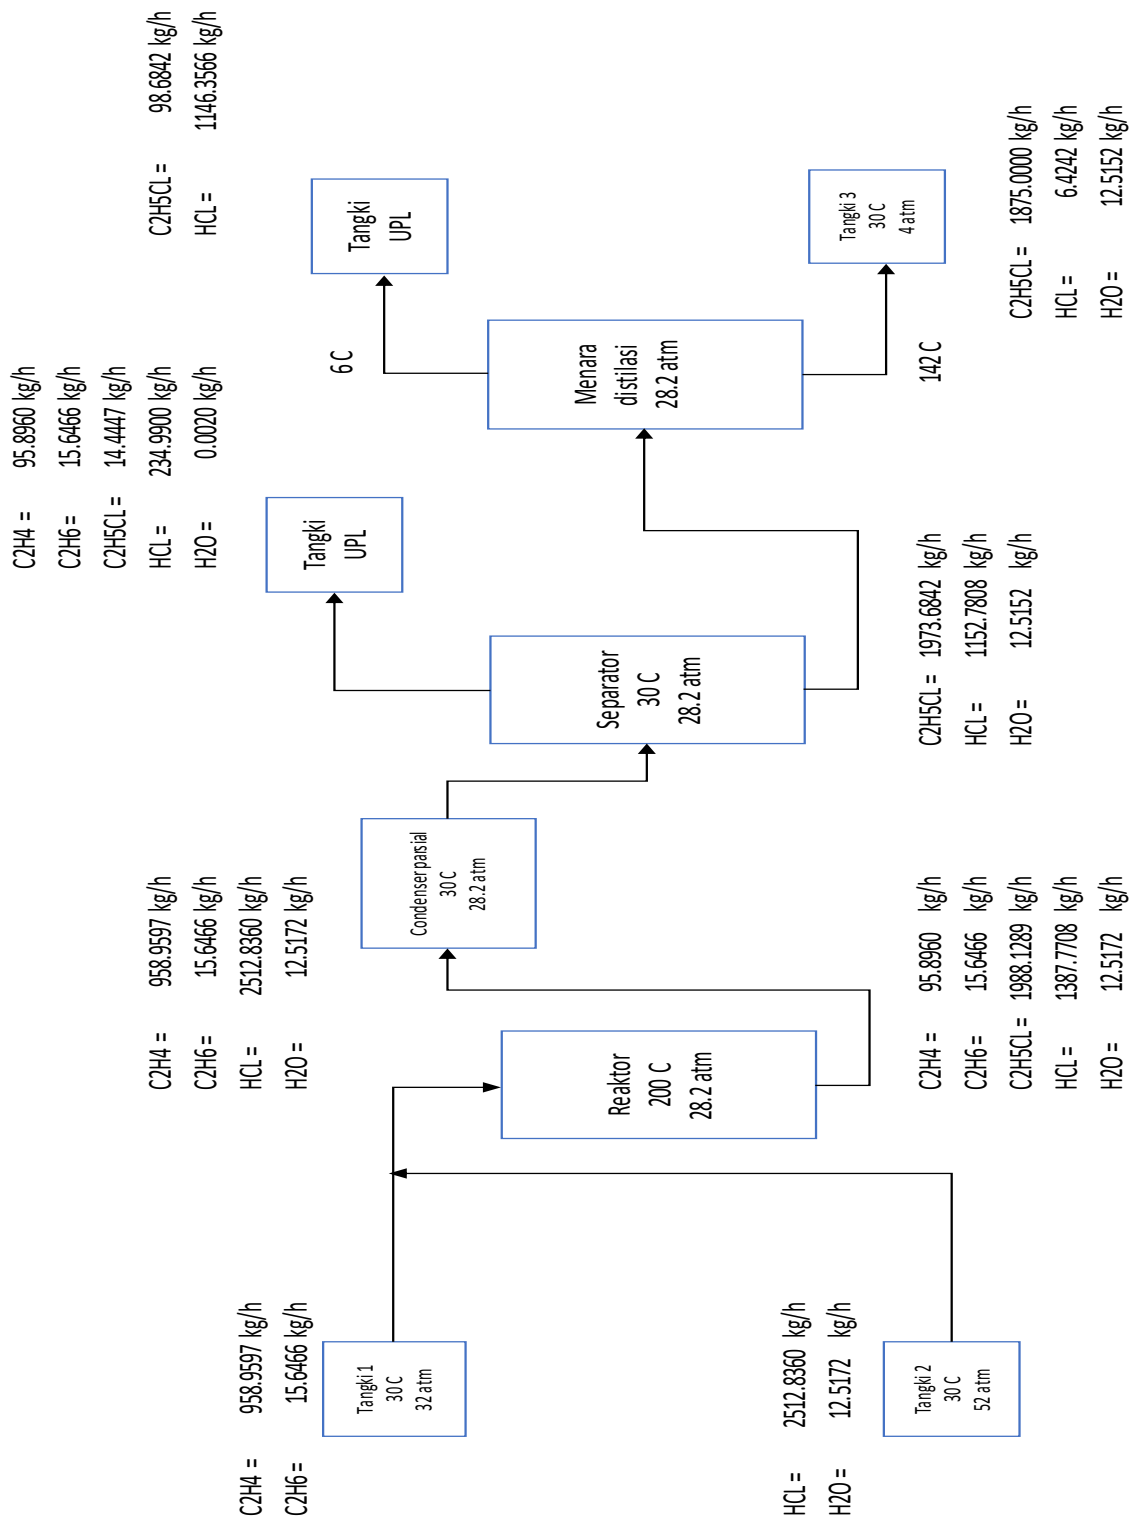 C2H4 = 958.9597 kg/h
C2H6 = 15.6466 kg/h
Tangki 1
30 C
32 atm
HCL = 2512.8360 kg/h
H2O = 12.5172 kg/h
Tangki 2
30 C
52 atm
C2H4 = 958.9597 kg/h
C2H6 = 15.6466 kg/h
HCL = 2512.8360 kg/h
H2O = 12.5172 kg/h
Reaktor
200 C
28.2 atm
C2H4 = 95.8960 kg/h
C2H6 = 15.6466 kg/h
C2H5CL = 1988.1289 kg/h
HCL = 1387.7708 kg/h
H2O = 12.5172 kg/h
Condenser parsial
30 C
28.2 atm
Separator
30 C
28.2 atm
C2H4 = 95.8960 kg/h
C2H6 = 15.6466 kg/h
C2H5CL = 14.4447 kg/h
HCL = 234.9900 kg/h
H2O = 0.0020 kg/h
Tangki
UPL
C2H5CL = 1973.6842 kg/h
HCL = 1152.7808 kg/h
H2O = 12.5152 kg/h
Menara
distilasi
28.2 atm
6 C
142 C
C2H5CL = 98.6842 kg/h
HCL = 1146.3566 kg/h
Tangki
UPL
Tangki 3
30 C
4 atm
C2H5CL = 1875.0000 kg/h
HCL = 6.4242 kg/h
H2O = 12.5152 kg/h